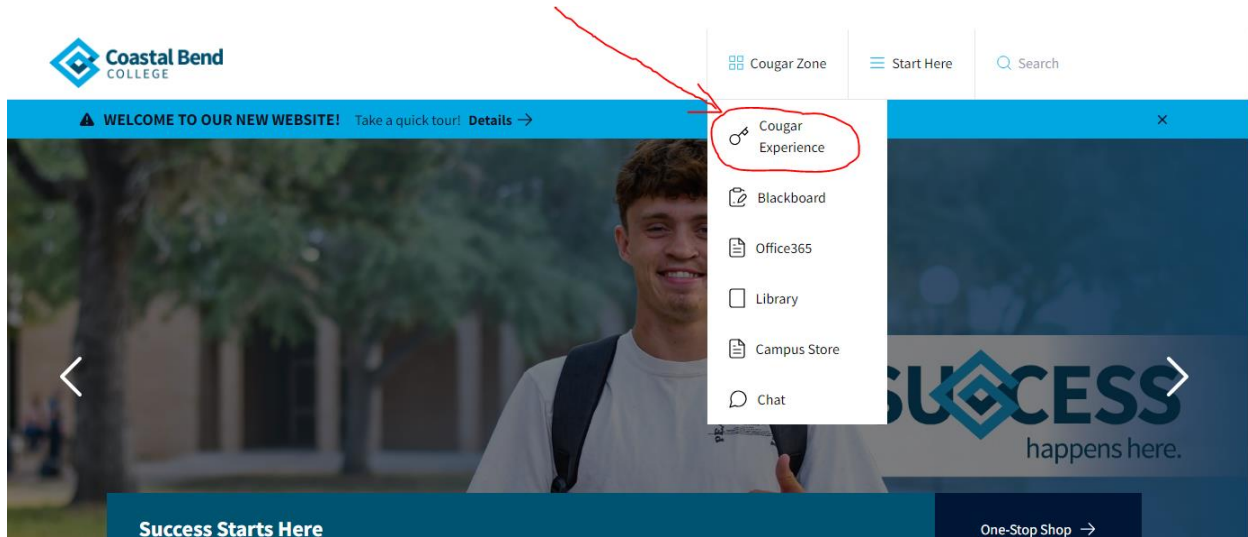 Coastal Bend
COLLEGE
Cougar Zone
Start Here
Search
WELCOME TO OUR NEW WEBSITE! Take a quick tour! Details →
×
Cougar
Experience
Blackboard
Office365
Library
Campus Store
Chat
SUCCESS
happens here.
Success Starts Here
One-Stop Shop →